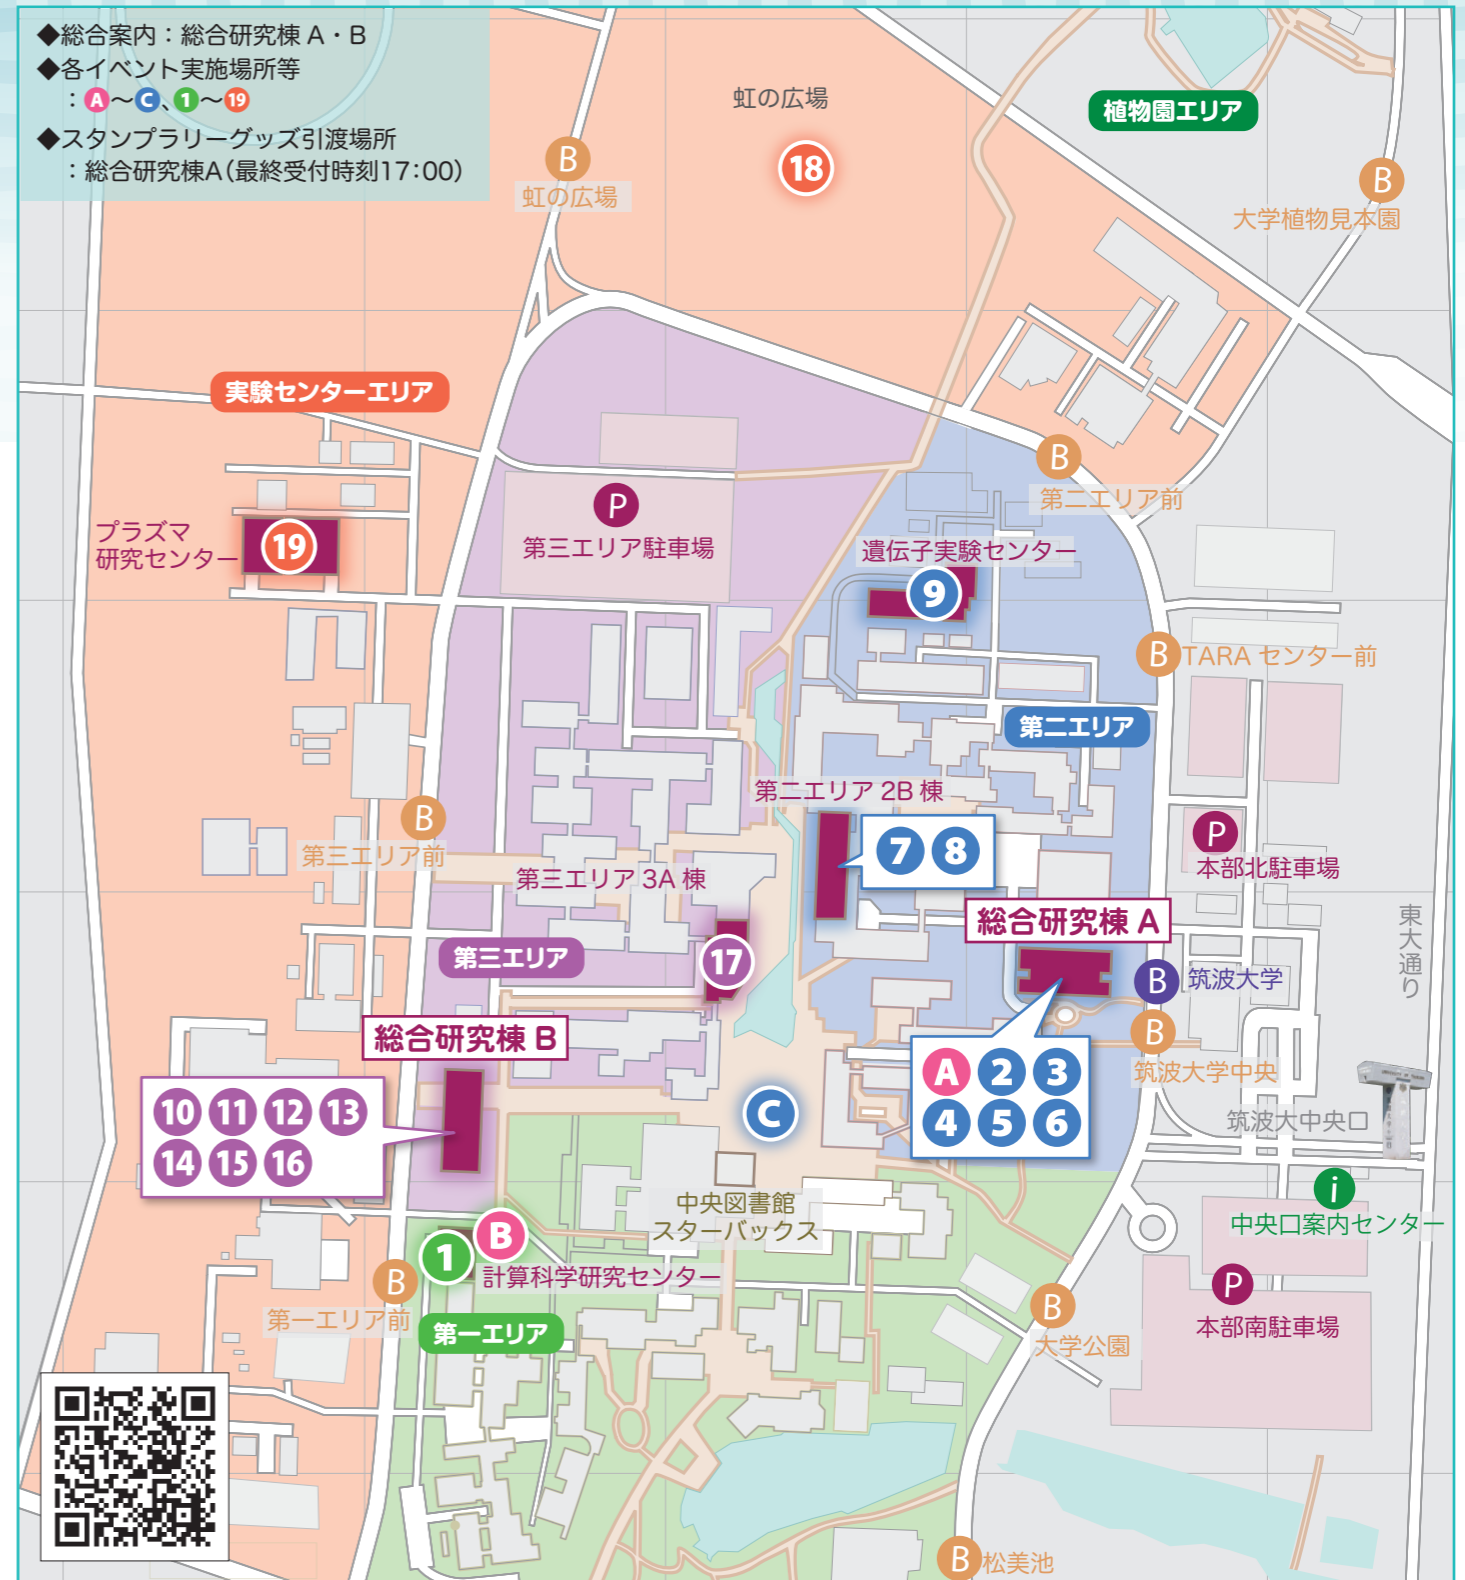 ◆総合案内：総合研究棟 A・B
◆各イベント実施場所等
：A～C、1～19
◆スタンプラリーグッズ引渡場所
：総合研究棟A（最終受付時刻17：00）
虹の広場
18
植物園エリア
B
虹の広場
B
大学植物見本園
実験センターエリア
B
第二エリア前
P
第三エリア駐車場
プラズマ
研究センター
19
遺伝子実験センター
9
B
TARA センター前
第二エリア
第二エリア 2B 棟
7 8
B
第三エリア前
P
本部北駐車場
第三エリア 3A 棟
17
総合研究棟 A
東大通り
第三エリア
B
筑波大学
B
筑波大学中央
総合研究棟 B
A 2 3
4 5 6
10 11 12 13
14 15 16
C
筑波大中央口
中央図書館
スターバックス
i
中央口案内センター
1
B
計算科学研究センター
B
第一エリア前
第一エリア
P
本部南駐車場
B
大学公園
B
松美池